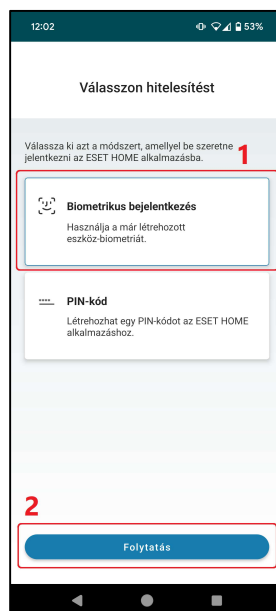 12:02
53%
Válasszon hitelesítést
Válassza ki azt a módszert, amellyel be szeretne
jelentkezni az ESET HOME alkalmazásba.
1
Biometrikus bejelentkezés
Használja a már létrehozott
eszköz-biometriát.
PIN-kód
Létrehozhat egy PIN-kódot az ESET HOME
alkalmazáshoz.
2
Folytatás